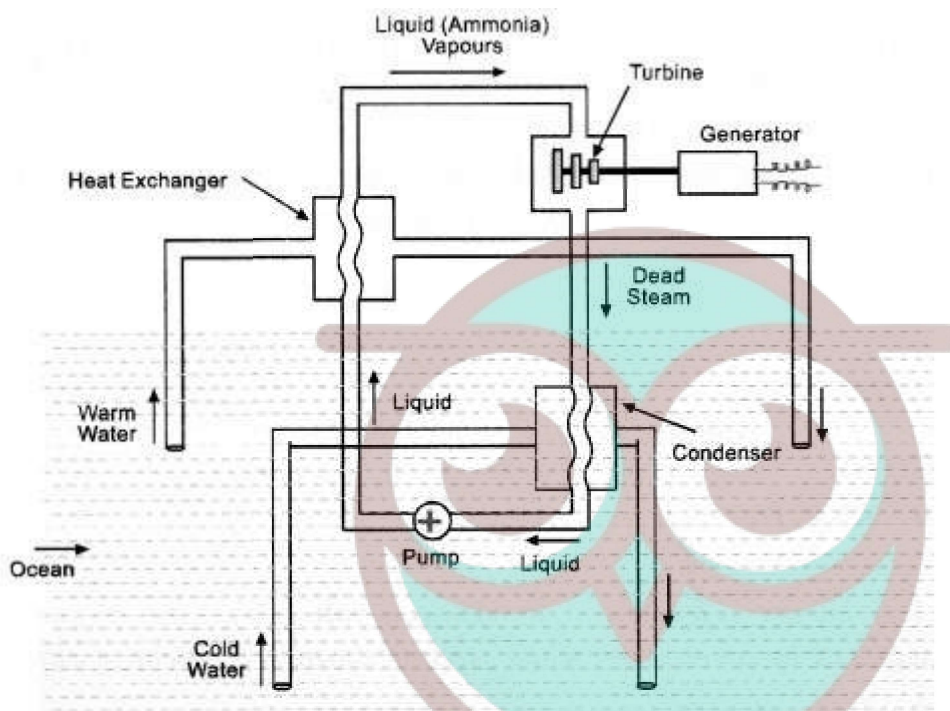 Liquid (Ammonia)
Vapours
Turbine
Generator
Heat Exchanger
Dead
Steam
Warm
Water
Liquid
Condenser
Pump
Liquid
Ocean
Cold
Water